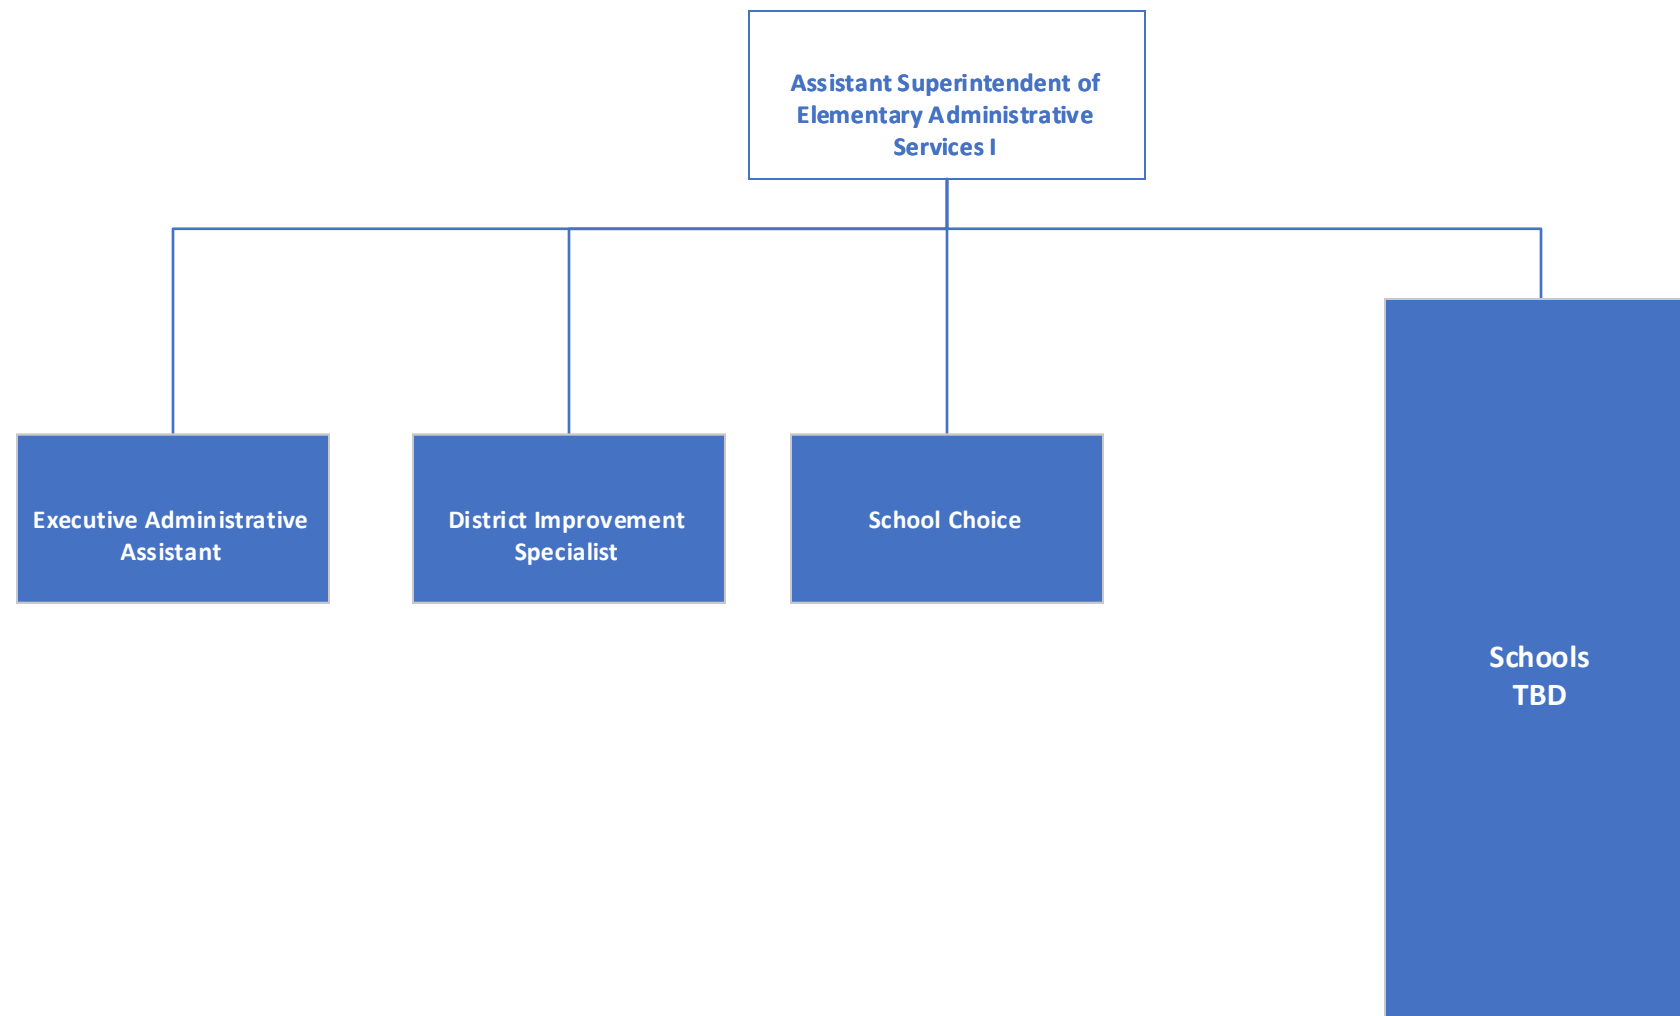 Assistant Superintendent of
Elementary Administrative
Services I
Executive Administrative
Assistant
District Improvement
Specialist
School Choice
Schools
TBD